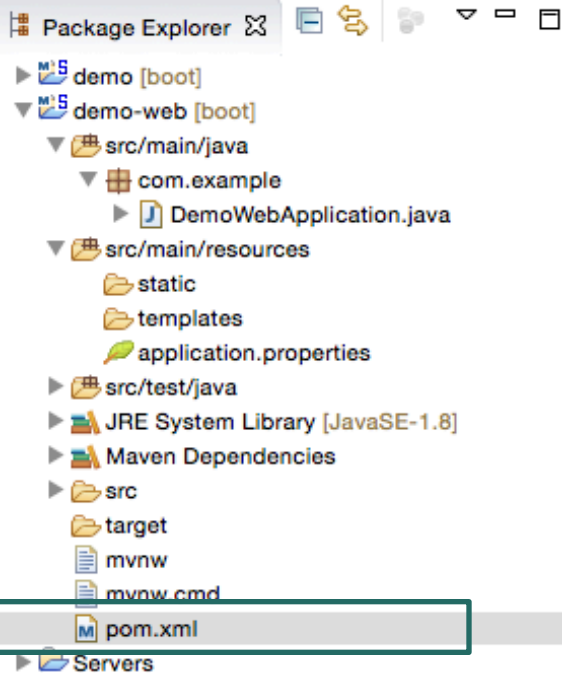 Package Explorer
demo [boot]
demo-web [boot]
src/main/java
com.example
DemoWebApplication.java
src/main/resources
static
templates
application.properties
src/test/java
JRE System Library [JavaSE-1.8]
Maven Dependencies
src
target
mvnw
mvnw.cmd
pom.xml
Servers